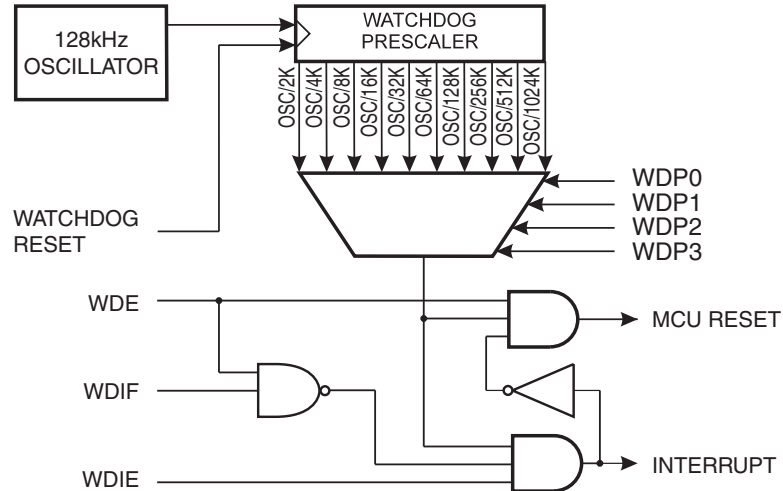 128kHz
OSCILLATOR
WATCHDOG
PRESCALER
OSC/2K
OSC/4K
OSC/8K
OSC/16K
OSC/32K
OSC/64K
OSC/128K
OSC/256K
OSC/512K
OSC/1024K
WATCHDOG
RESET
WDP0
WDP1
WDP2
WDP3
WDE
MCU RESET
WDIF
WDIE
INTERRUPT